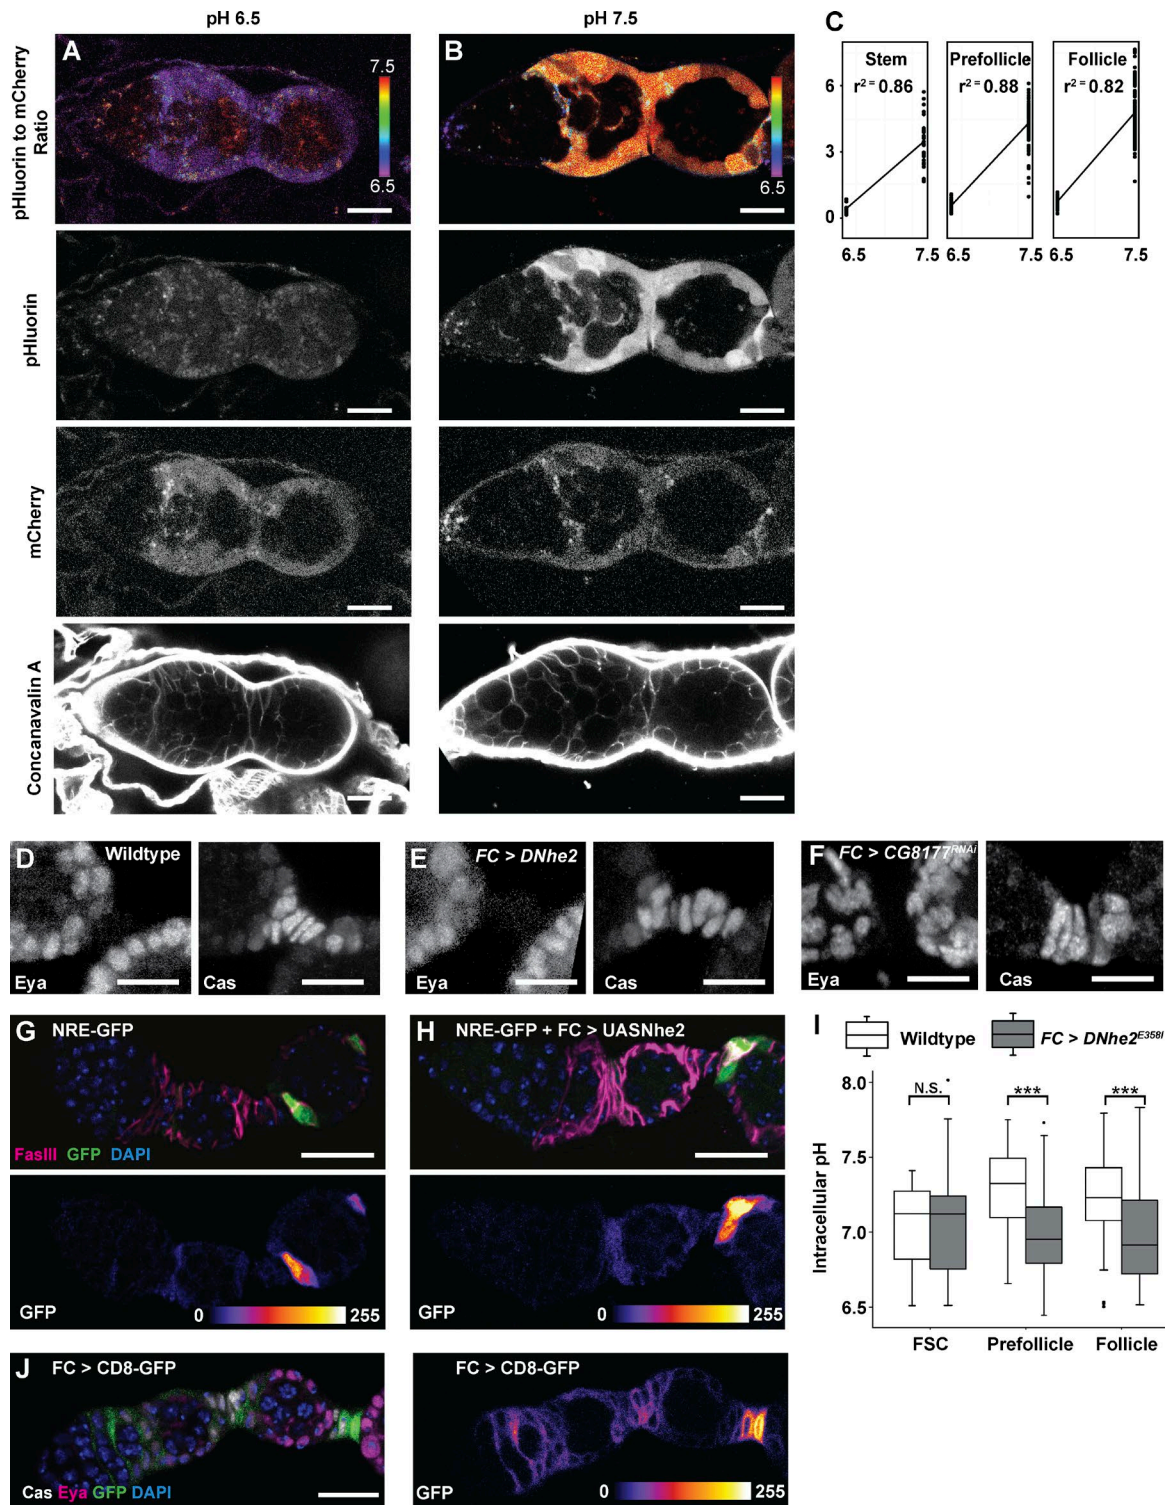 pH 6.5
pH 7.5
A
B
C
pHluorin to mCherry
Ratio
7.5
6.5
6.5
Stem
r² = 0.86
Prefollicle
r² = 0.88
Follicle
r² = 0.82
6
3
0
6.5
7.5
6.5
7.5
6.5
7.5
pHluorin
mCherry
Concanavalin A
D
Wildtype
Eya
Cas
E
FC > DNhe2
Eya
Cas
F
FC > CG8177ᴿᴺᴬⁱ
Eya
Cas
G
NRE-GFP
FasIII GFP DAPI
GFP
0
255
H
NRE-GFP + FC > UASNhe2
GFP
0
255
I
Wildtype
FC > DNhe2ᴱ³⁵⁸ᴵ
Intracellular pH
8.0
7.5
7.0
6.5
N.S.
***
***
FSC
Prefollicle
Follicle
J
FC > CD8-GFP
Cas Eya GFP DAPI
FC > CD8-GFP
GFP
0
255